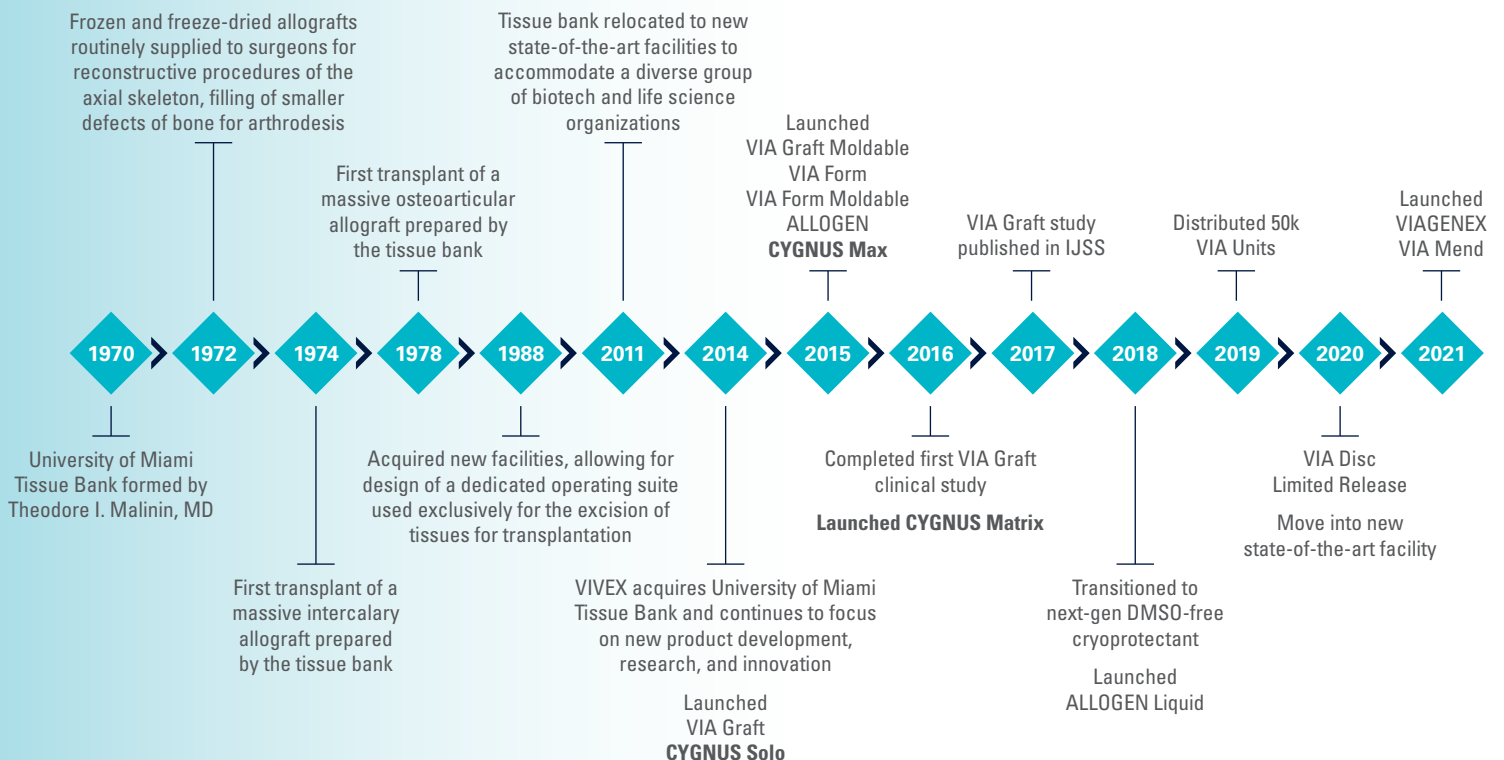 Frozen and freeze-dried allografts
routinely supplied to surgeons for
reconstructive procedures of the
axial skeleton, filling of smaller
defects of bone for arthrodesis
First transplant of a
massive osteoarticular
allograft prepared by
the tissue bank
Tissue bank relocated to new
state-of-the-art facilities to
accommodate a diverse group
of biotech and life science
organizations
Launched
VIA Graft Moldable
VIA Form
VIA Form Moldable
ALLOGEN
CYGNUS Max
VIA Graft study
published in IJSS
Distributed 50k
VIA Units
Launched
VIAGENEX
VIA Mend
1970
1972
1974
1978
1988
2011
2014
2015
2016
2017
2018
2019
2020
2021
University of Miami
Tissue Bank formed by
Theodore I. Malinin, MD
First transplant of a
massive intercalary
allograft prepared
by the tissue bank
Acquired new facilities, allowing for
design of a dedicated operating suite
used exclusively for the excision of
tissues for transplantation
VIVEX acquires University of Miami
Tissue Bank and continues to focus
on new product development,
research, and innovation
Launched
VIA Graft
CYGNUS Solo
Completed first VIA Graft
clinical study
Launched CYGNUS Matrix
Transitioned to
next-gen DMSO-free
cryoprotectant
Launched
ALLOGEN Liquid
VIA Disc
Limited Release
Move into new
state-of-the-art facility